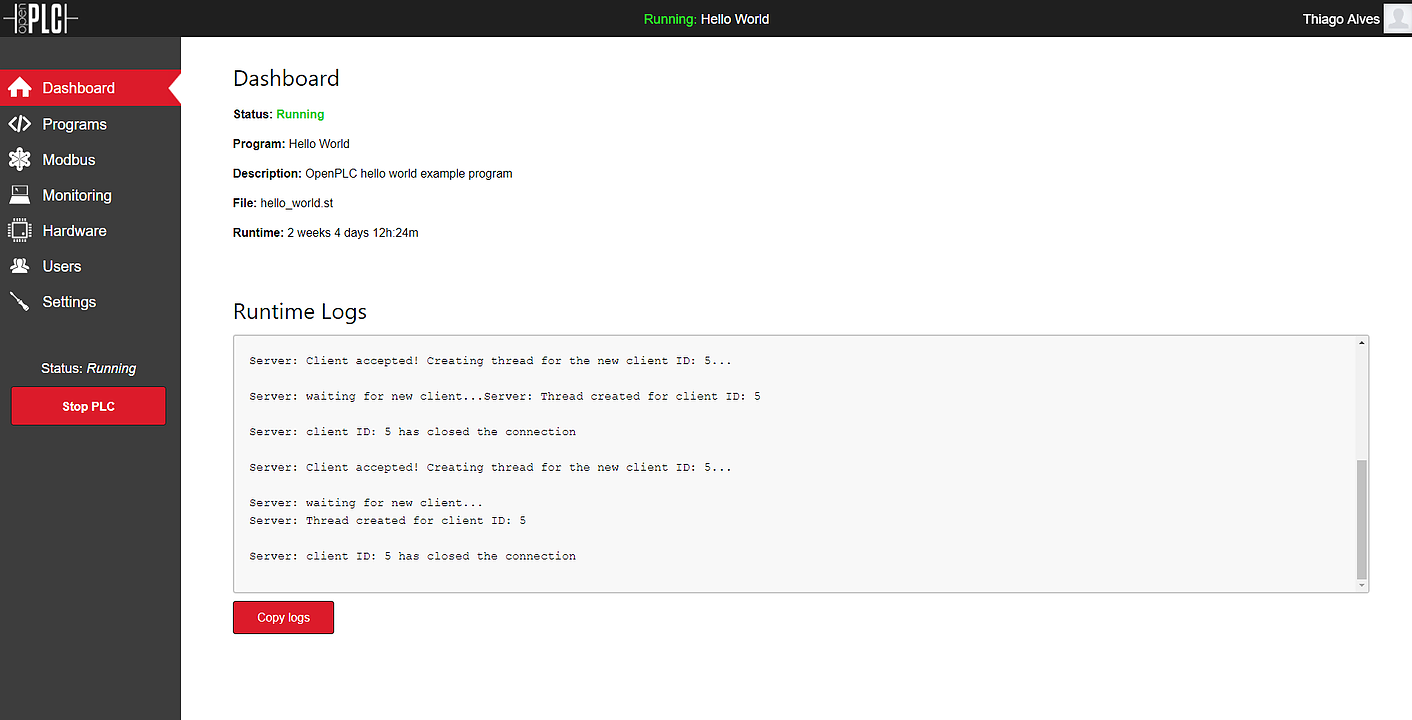 open PLC
Running: Hello World
Thiago Alves
Dashboard
Programs
Modbus
Monitoring
Hardware
Users
Settings
Status: Running
Stop PLC
Dashboard
Status: Running
Program: Hello World
Description: OpenPLC hello world example program
File: hello_world.st
Runtime: 2 weeks 4 days 12h:24m
Runtime Logs
Server: Client accepted! Creating thread for the new client ID: 5...
Server: waiting for new client...Server: Thread created for client ID: 5
Server: client ID: 5 has closed the connection
Server: Client accepted! Creating thread for the new client ID: 5...
Server: waiting for new client...
Server: Thread created for client ID: 5
Server: client ID: 5 has closed the connection
Copy logs